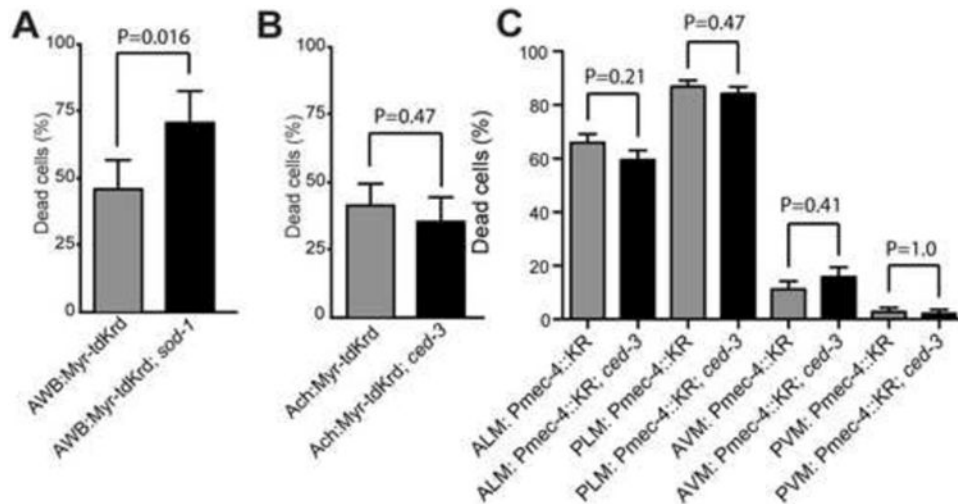 A
P=0.016
100
75
50
25
0
Dead cells (%)
AWB:Myr-tdKrd
AWB:Myr-tdKrd; sod-1
B
P=0.47
100
75
50
25
0
Dead cells (%)
Ach:Myr-tdKrd
Ach:Myr-tdKrd; ced-3
C
P=0.47
P=0.21
P=0.41
P=1.0
100
80
60
40
20
0
Dead cells (%)
ALM: Pmec-4::KR
ALM: Pmec-4::KR; ced-3
PLM: Pmec-4::KR
PLM: Pmec-4::KR; ced-3
AVM: Pmec-4::KR
AVM: Pmec-4::KR; ced-3
PVM: Pmec-4::KR
PVM: Pmec-4::KR; ced-3